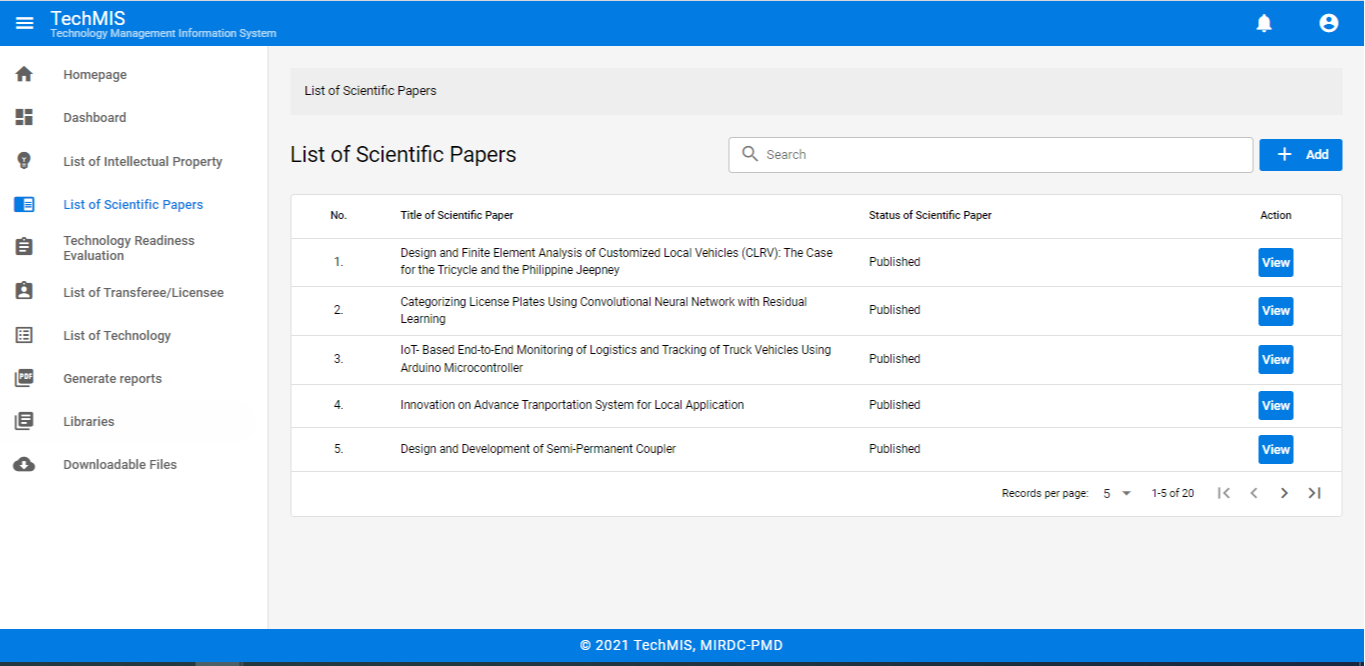 TechMIS
Technology Management Information System
Homepage
Dashboard
List of Intellectual Property
List of Scientific Papers
Technology Readiness
Evaluation
List of Transferee/Licensee
List of Technology
PDF
Generate reports
Libraries
Downloadable Files
List of Scientific Papers
List of Scientific Papers
Search
Add
No. Title of Scientific Paper Status of Scientific Paper Action
1. Design and Finite Element Analysis of Customized Local Vehicles (CLRV): The Case
for the Tricycle and the Philippine Jeepney
Published View
2. Categorizing License Plates Using Convolutional Neural Network with Residual
Learning
Published View
3. IoT- Based End-to-End Monitoring of Logistics and Tracking of Truck Vehicles Using
Arduino Microcontroller
Published View
4. Innovation on Advance Tranportation System for Local Application Published View
5. Design and Development of Semi-Permanent Coupler Published View
Records per page: 5 1-5 of 20
© 2021 TechMIS, MIRDC-PMD